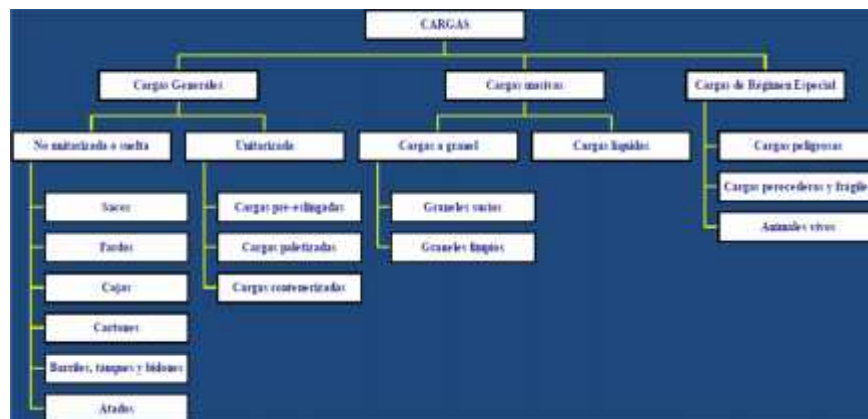 CARGAS
Cargas Generales
Cargas masivas
Cargas de Régimen Especial
No unitarizada o suelta
Unitarizada
Cargas a granel
Cargas líquidas
Cargas peligrosas
Sacos
Cargas pre-eslingadas
Graneles sucios
Cargas perecederas y frágile
Fardos
Cargas paletizadas
Graneles limpios
Animales vivos
Cajas
Cargas contenerizadas
Cartones
Barriles, tanques y bidones
Atados